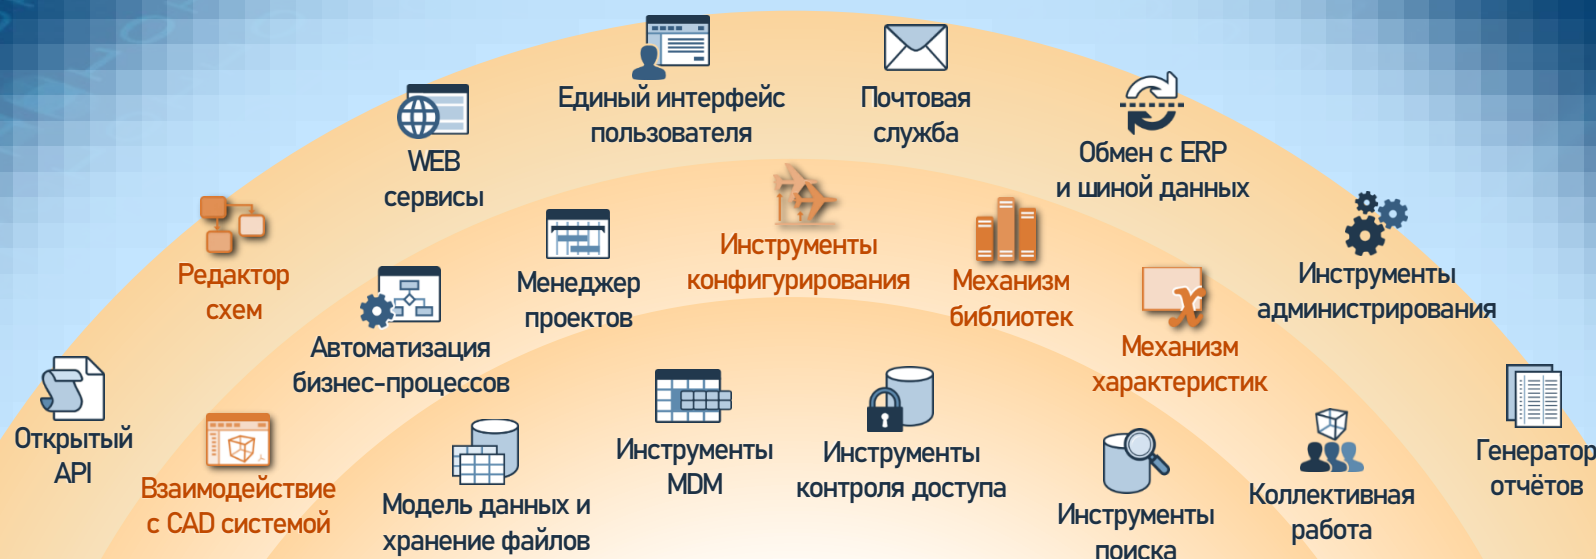 Единый интерфейс
пользователя
Почтовая
служба
WEB
сервисы
Обмен с ERP
и шиной данных
Редактор
схем
Менеджер
проектов
Инструменты
конфигурирования
Механизм
библиотек
Инструменты
администрирования
Автоматизация
бизнес-процессов
Механизм
характеристик
Открытый
API
Взаимодействие
с CAD системой
Модель данных и
хранение файлов
Инструменты
MDM
Инструменты
контроля доступа
Инструменты
поиска
Коллективная
работа
Генератор
отчётов